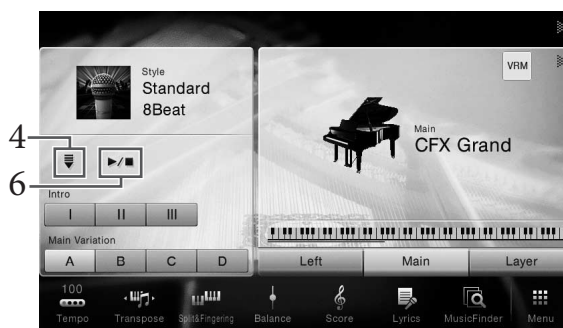 Style
Standard
8Beat
VRM
Main
CFX Grand
4
6
Intro
I II III
Main Variation
A B C D
Left Main Layer
100
Tempo Transpose Split&Fingering Balance Score Lyrics MusicFinder Menu